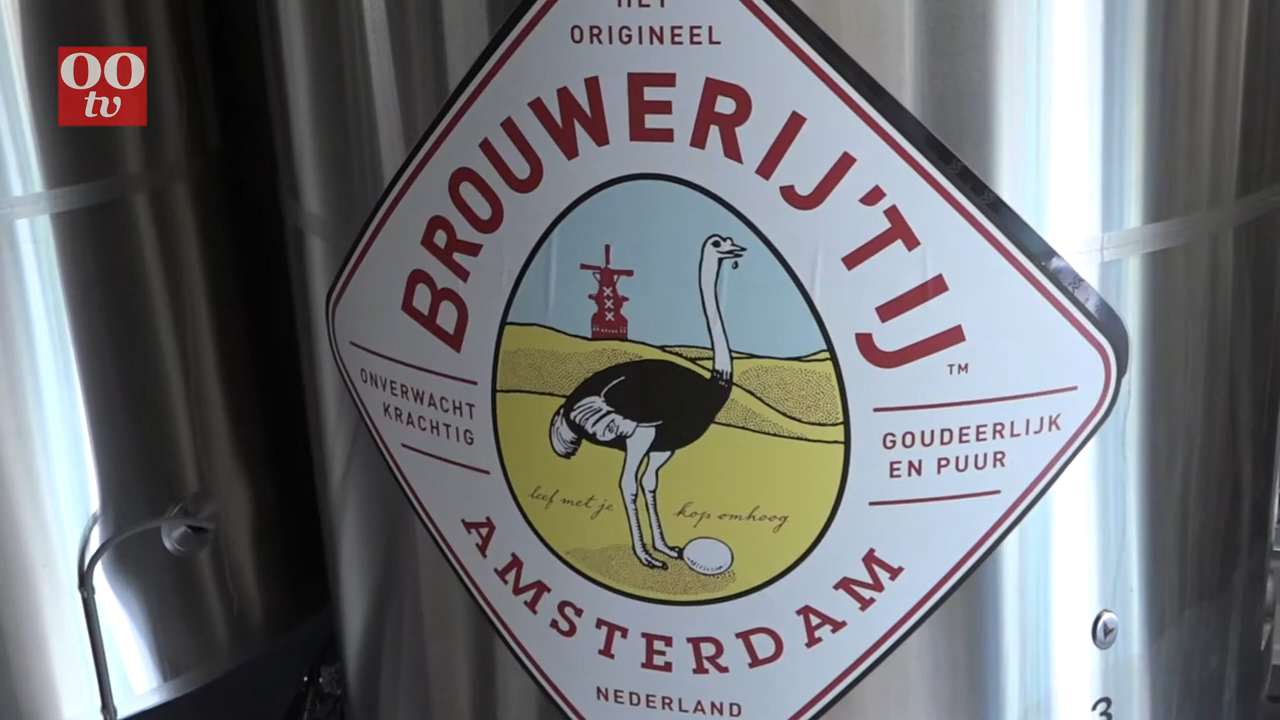 OO
tv
HET
ORIGINEEL
BROUWERIJ'TIJ
TM
ONVERWACHT
KRACHTIG
GOUDEERLIJK
EN PUUR
leef met je kop omhoog
AMSTERDAM
NEDERLAND
3